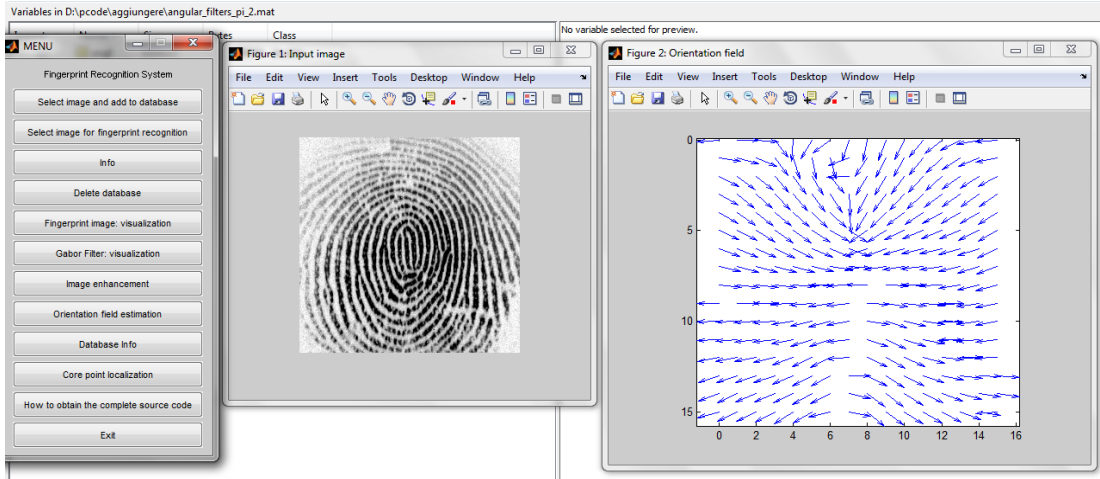 Variables in D:\pcode\aggiungere\angular_filters_pi_2.mat
Class
No variable selected for preview.
MENU
Fingerprint Recognition System
Select image and add to database
Select image for fingerprint recognition
Info
Delete database
Fingerprint image: visualization
Gabor Filter: visualization
Image enhancement
Orientation field estimation
Database Info
Core point localization
How to obtain the complete source code
Exit
Figure 1: Input image
File Edit View Insert Tools Desktop Window Help
Figure 2: Orientation field
File Edit View Insert Tools Desktop Window Help
0
5
10
15
0 2 4 6 8 10 12 14 16